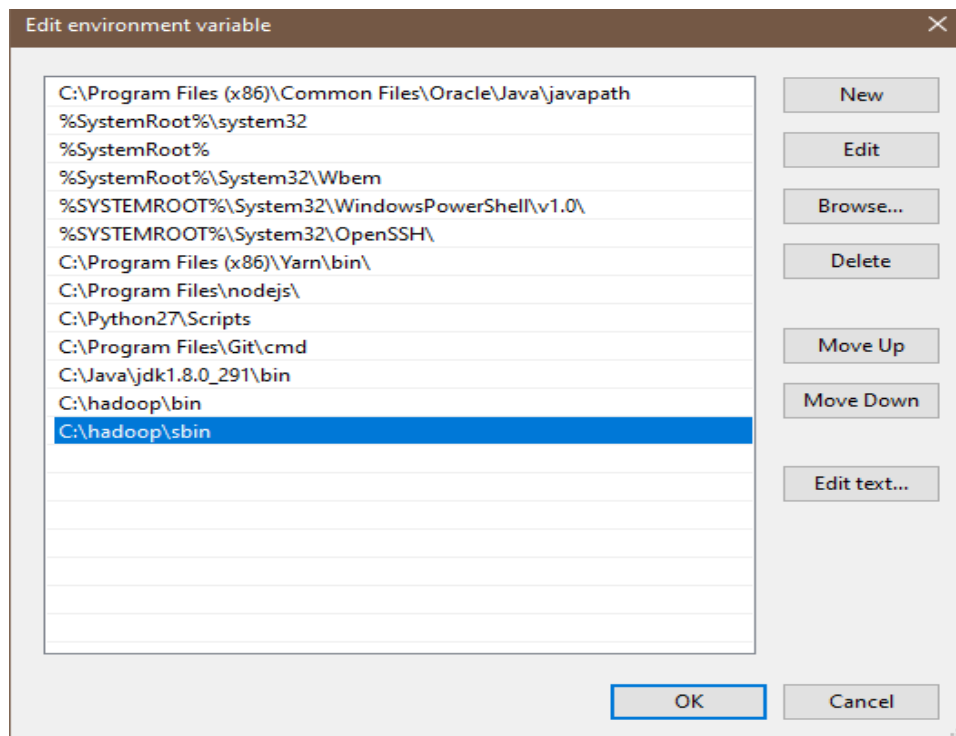 Edit environment variable
C:\Program Files (x86)\Common Files\Oracle\Java\javapath
%SystemRoot%\system32
%SystemRoot%
%SystemRoot%\System32\Wbem
%SYSTEMROOT%\System32\WindowsPowerShell\v1.0\
%SYSTEMROOT%\System32\OpenSSH\
C:\Program Files (x86)\Yarn\bin\
C:\Program Files\nodejs\
C:\Python27\Scripts
C:\Program Files\Git\cmd
C:\Java\jdk1.8.0_291\bin
C:\hadoop\bin
C:\hadoop\sbin
New
Edit
Browse...
Delete
Move Up
Move Down
Edit text...
OK
Cancel